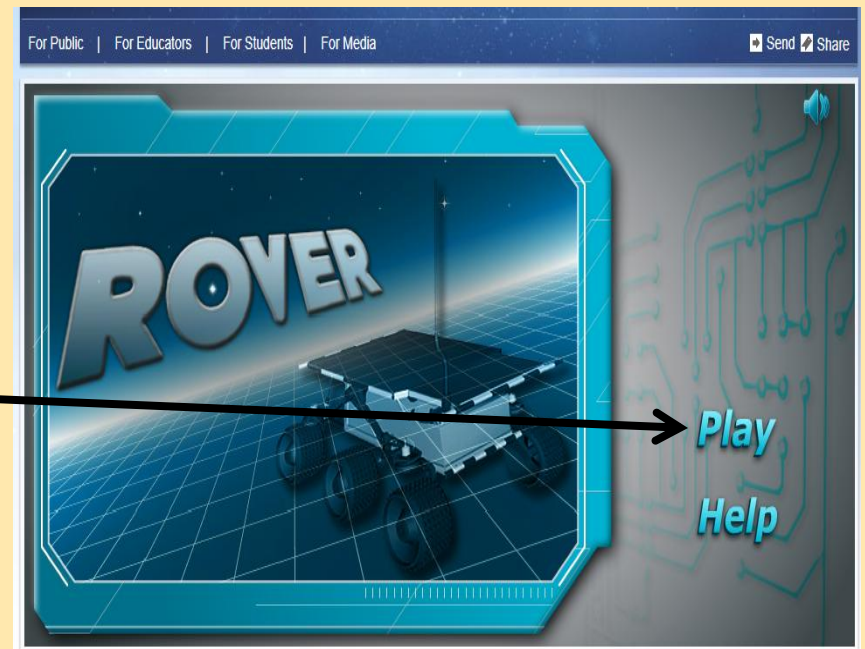 For Public | For Educators | For Students | For Media
Send Share
ROVER
Play
Help